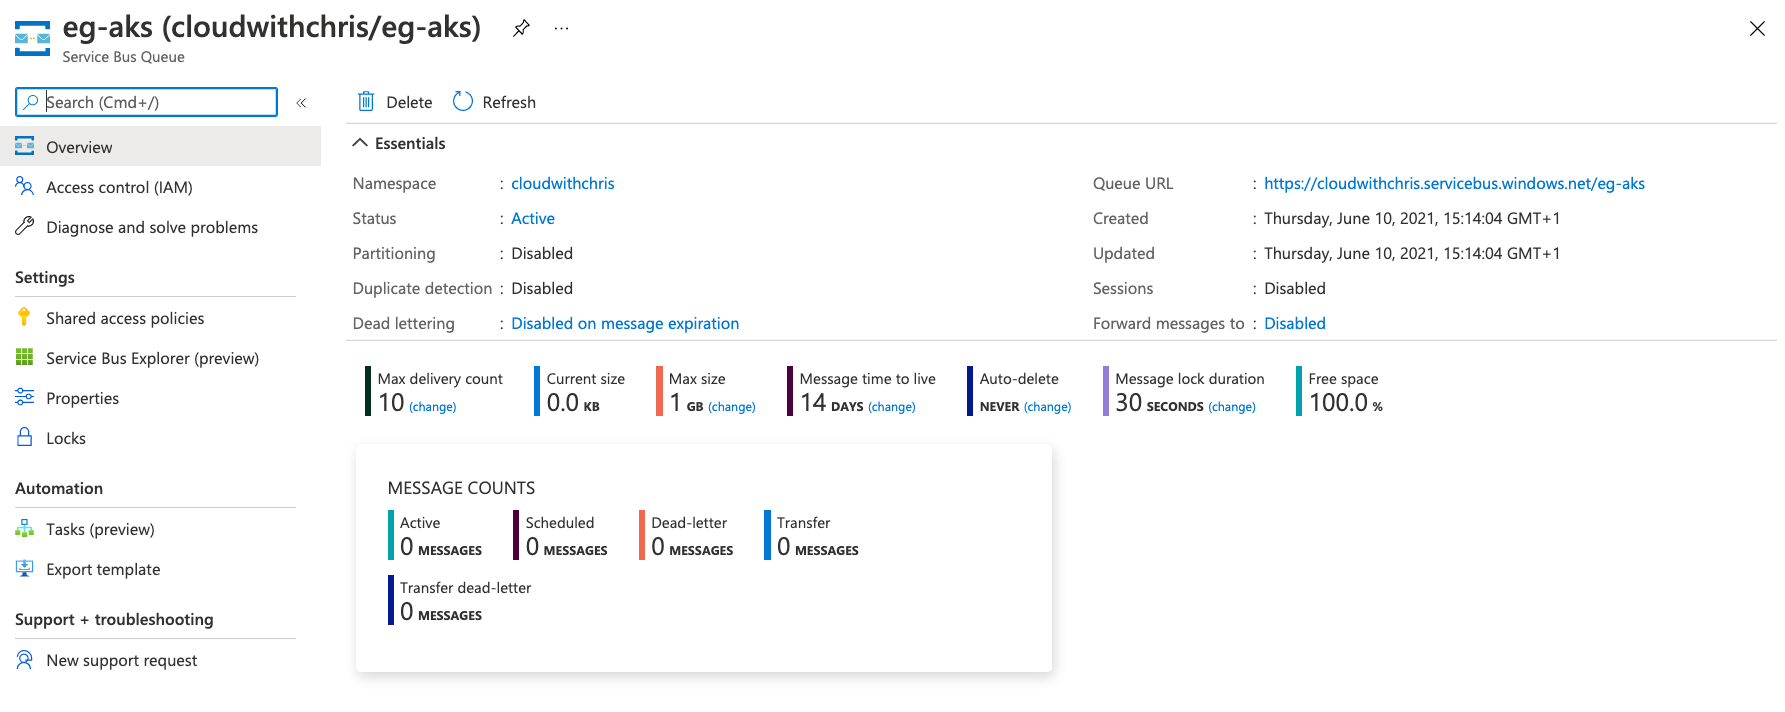 eg-aks (cloudwithchris/eg-aks)
Service Bus Queue
Search (Cmd+/)
Overview
Access control (IAM)
Diagnose and solve problems
Settings
Shared access policies
Service Bus Explorer (preview)
Properties
Locks
Automation
Tasks (preview)
Export template
Support + troubleshooting
New support request
Delete Refresh
Essentials
Namespace : cloudwithchris
Status : Active
Partitioning : Disabled
Duplicate detection : Disabled
Dead lettering : Disabled on message expiration
Queue URL : https://cloudwithchris.servicebus.windows.net/eg-aks
Created : Thursday, June 10, 2021, 15:14:04 GMT+1
Updated : Thursday, June 10, 2021, 15:14:04 GMT+1
Sessions : Disabled
Forward messages to : Disabled
Max delivery count
10 (change)
Current size
0.0 KB
Max size
1 GB (change)
Message time to live
14 DAYS (change)
Auto-delete
NEVER (change)
Message lock duration
30 SECONDS (change)
Free space
100.0 %
MESSAGE COUNTS
Active
0 MESSAGES
Scheduled
0 MESSAGES
Dead-letter
0 MESSAGES
Transfer
0 MESSAGES
Transfer dead-letter
0 MESSAGES